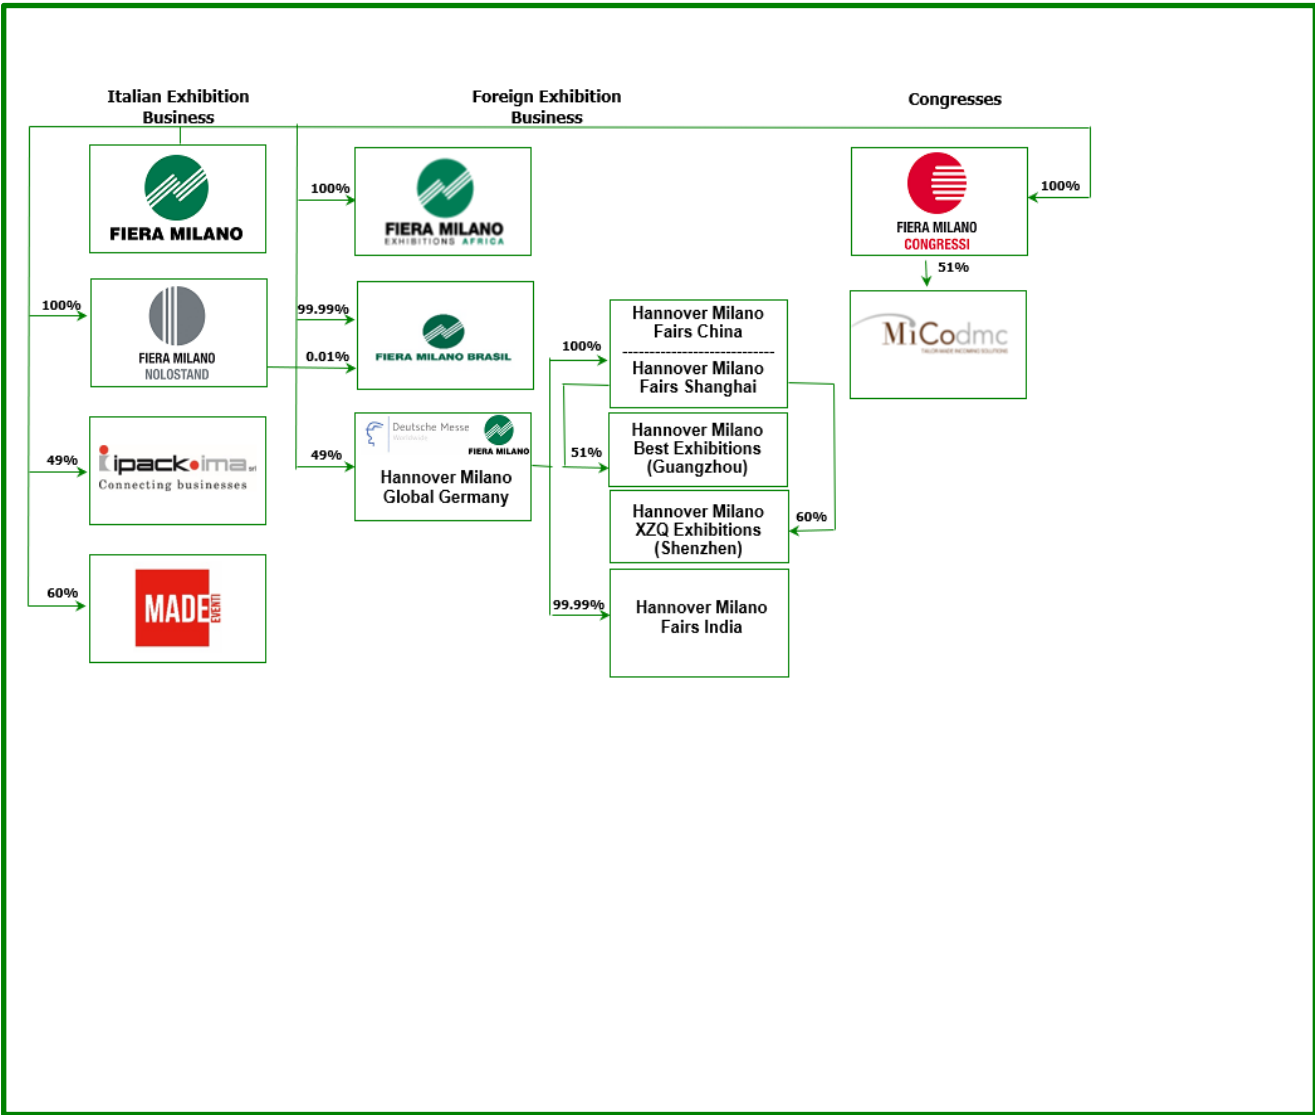 Italian Exhibition
Business
Foreign Exhibition
Business
Congresses
FIERA MILANO
100%
FIERA MILANO
NOLOSTAND
49%
ipack•ima srl
Connecting businesses
60%
MADE
EVENTI
100%
FIERA MILANO
EXHIBITIONS AFRICA
99.99%
0.01%
FIERA MILANO BRASIL
49%
Deutsche Messe
Worldwide
FIERA MILANO
Hannover Milano
Global Germany
100%
Hannover Milano
Fairs China
Hannover Milano
Fairs Shanghai
51%
Hannover Milano
Best Exhibitions
(Guangzhou)
60%
Hannover Milano
XZQ Exhibitions
(Shenzhen)
99.99%
Hannover Milano
Fairs India
100%
FIERA MILANO
CONGRESSI
51%
MiCodmc
TAILOR MADE INCOMING SOLUTIONS